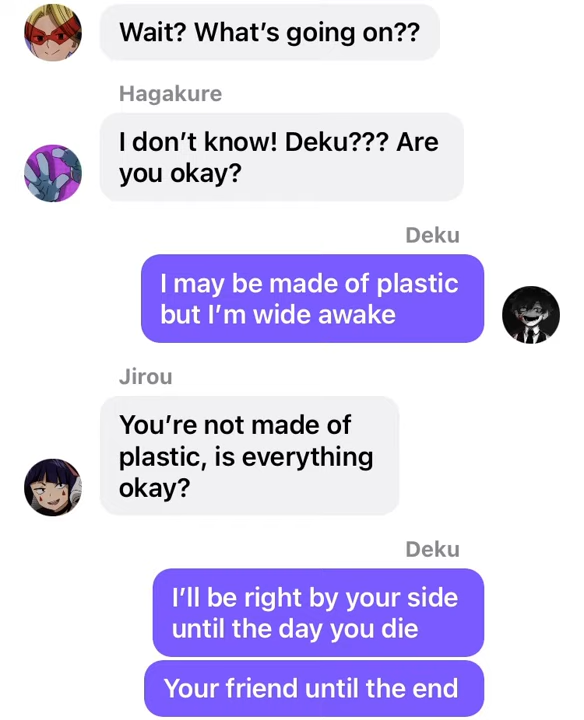 Wait? What’s going on??
Hagakure
I don’t know! Deku??? Are
you okay?
Deku
I may be made of plastic
but I’m wide awake
Jirou
You’re not made of
plastic, is everything
okay?
Deku
I’ll be right by your side
until the day you die
Your friend until the end